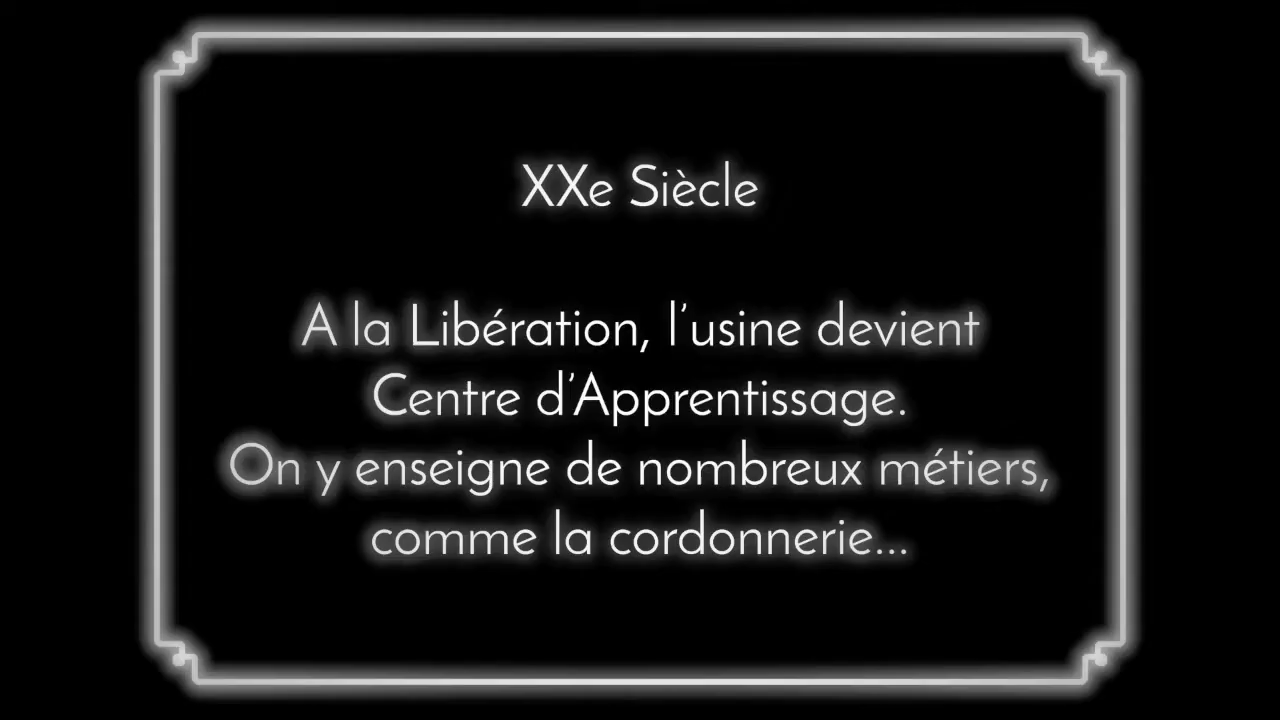 XXe Siècle
A la Libération, l'usine devient
Centre d'Apprentissage.
On y enseigne de nombreux métiers,
comme la cordonnerie...